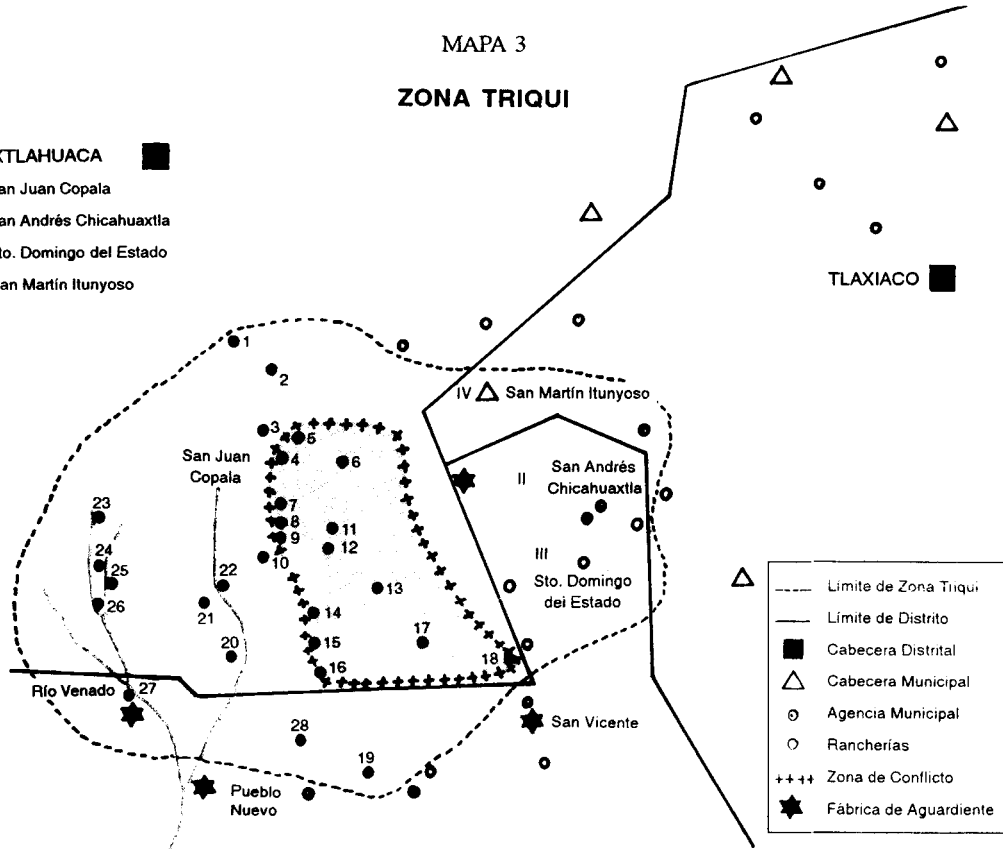 MAPA 3
ZONA TRIQUI
XTLAHUACA
an Juan Copala
an Andrés Chicahuaxtla
to. Domingo del Estado
an Martín Itunyoso
TLAXIACO
1
2
IV San Martín Itunyoso
3
5
4
6
San Juan
Copala
II
San Andrés
Chicahuaxtla
23
7
8
11
9
12
10
24
25
22
26
21
13
III
Sto. Domingo
del Estado
14
15
17
20
16
18
Río Venado
27
San Vicente
28
19
Pueblo
Nuevo
Límite de Zona Triqui
Límite de Distrito
Cabecera Distrital
Cabecera Municipal
Agencia Municipal
Rancherías
Zona de Conflicto
Fábrica de Aguardiente